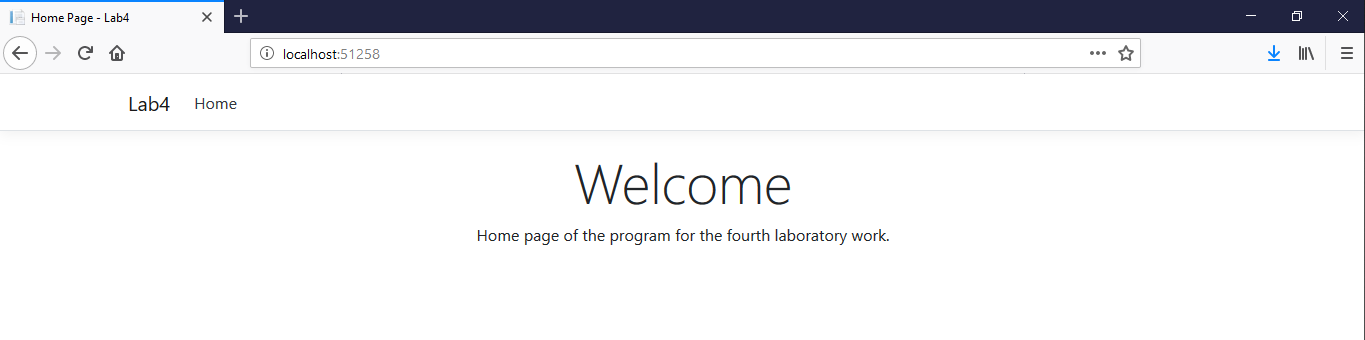 Home Page - Lab4
localhost:51258
Lab4 Home
Welcome
Home page of the program for the fourth laboratory work.